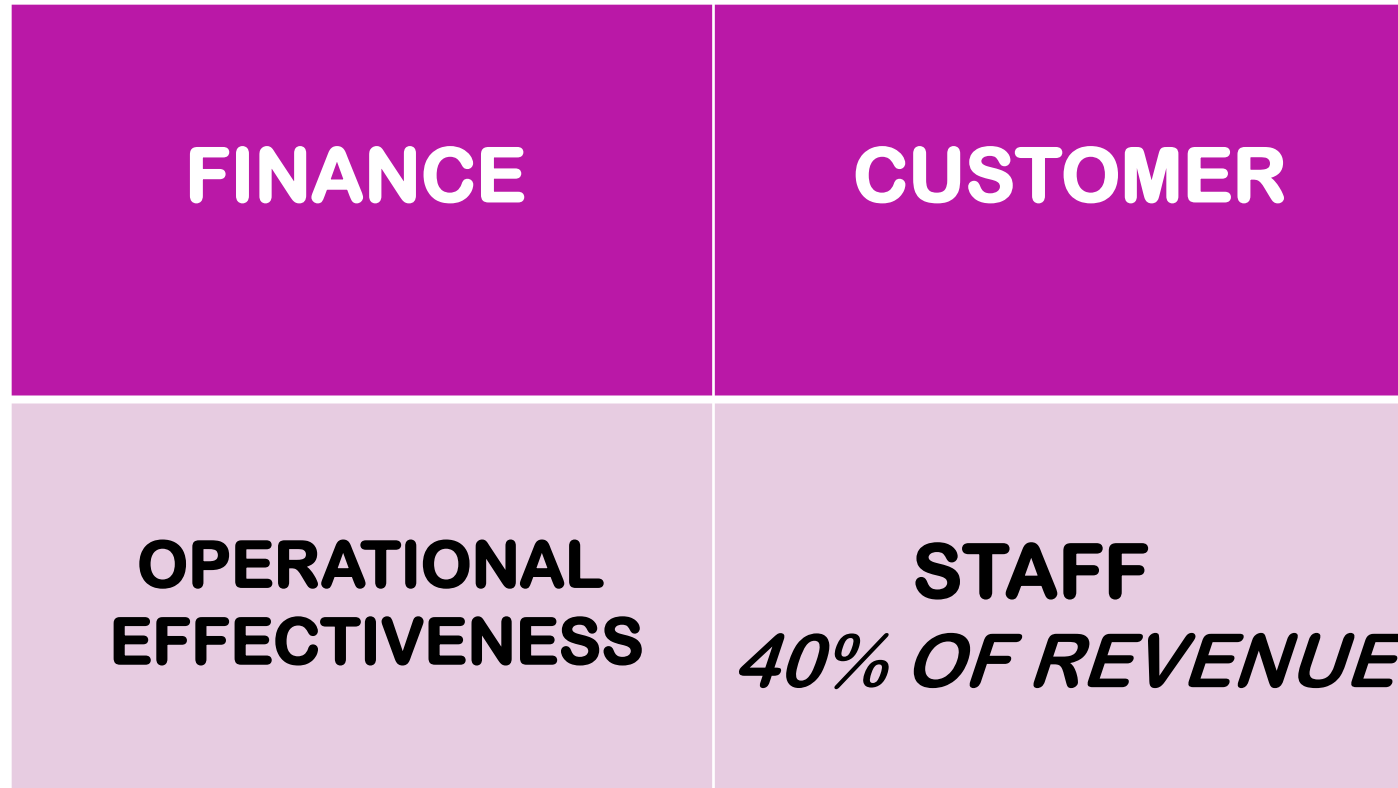 FINANCE
CUSTOMER
OPERATIONAL
EFFECTIVENESS
STAFF
40% OF REVENUE